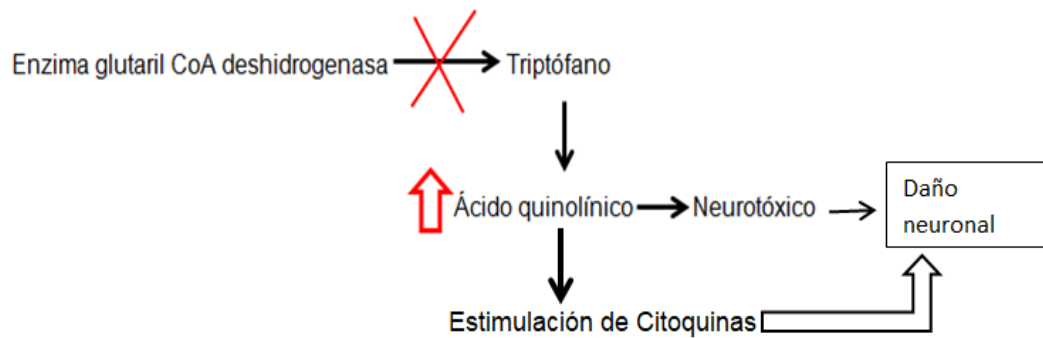 Enzima glutaril CoA deshidrogenasa Triptófano
Ácido quinolínico Neurotóxico
Daño
neuronal
Estimulación de Citoquinas